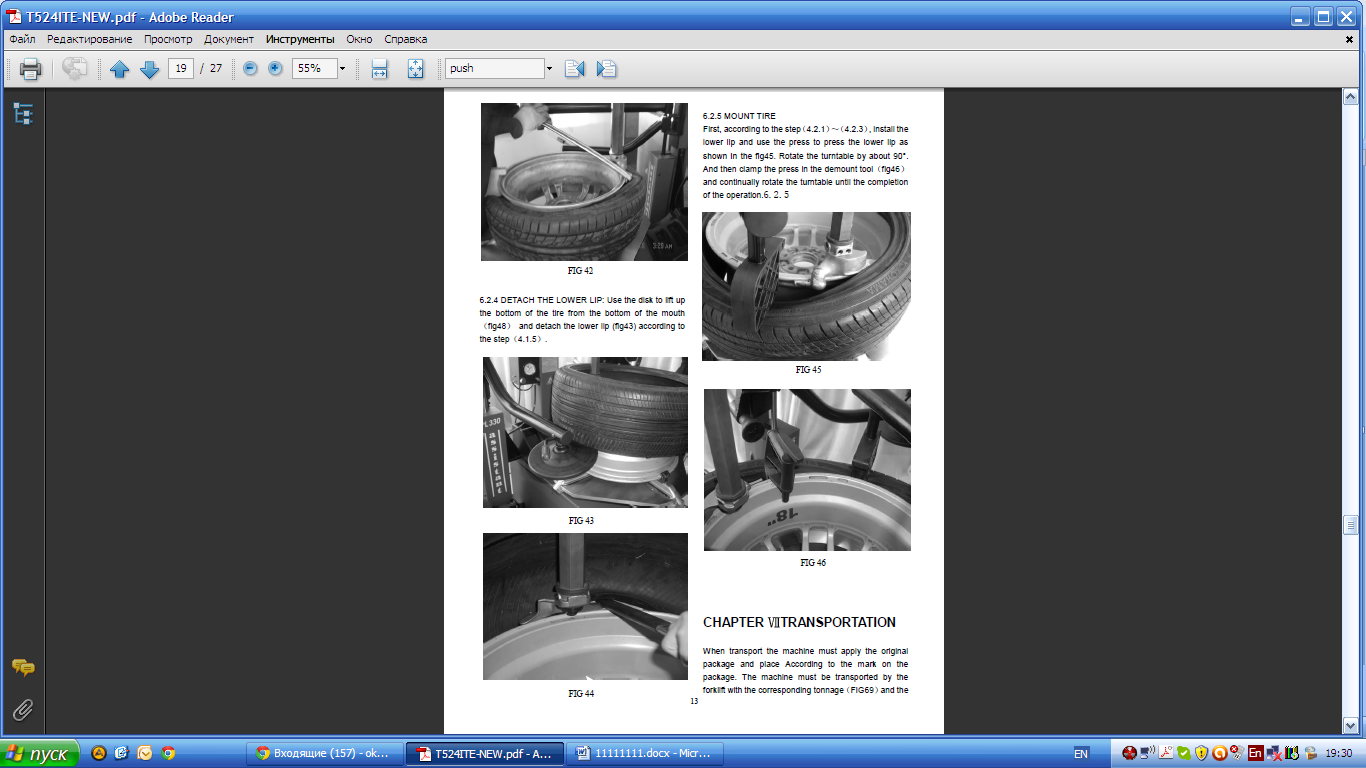 T524ITE-NEW.pdf - Adobe Reader
Файл Редактирование Просмотр Документ Инструменты Окно Справка
19 / 27 55% push
FIG 42
6.2.4 DETACH THE LOWER LIP: Use the disk to lift up
the bottom of the tire from the bottom of the mouth
（fig48） and detach the lower lip (fig43) according to
the step（4.1.5）.
330
assistant
FIG 43
FIG 44
6.2.5 MOUNT TIRE
First, according to the step（4.2.1）～（4.2.3）, install the
lower lip and use the press to press the lower lip as
shown in the fig45. Rotate the turntable by about 90°.
And then clamp the press in the demount tool（fig46）
and continually rotate the turntable until the completion
of the operation.6. 2. 5
FIG 45
18"
FIG 46
CHAPTER ⅦTRANSPORTATION
When transport the machine must apply the original
package and place According to the mark on the
package. The machine must be transported by the
forklift with the corresponding tonnage（FIG69）and the
13
пуск
Входящие (157) - ok...
T524ITE-NEW.pdf - A...
11111111.docx - Micr...
EN
En
19:30